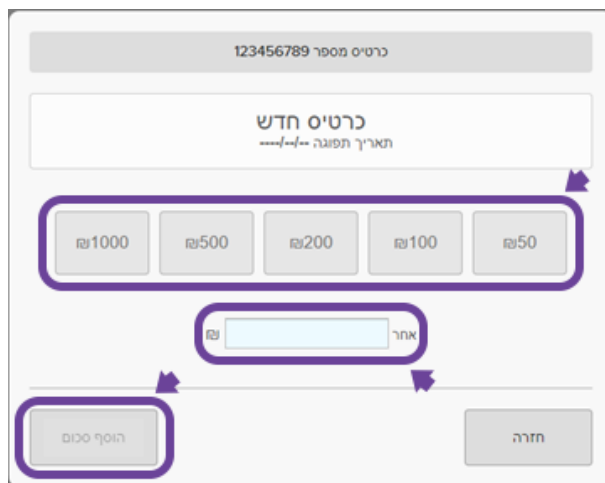 כרטיס מספר 123456789
כרטיס חדש
תאריך תפוגה --/--/----
₪50 ₪100 ₪200 ₪500 ₪1000
אחר ₪
חזרה הוסף סכום